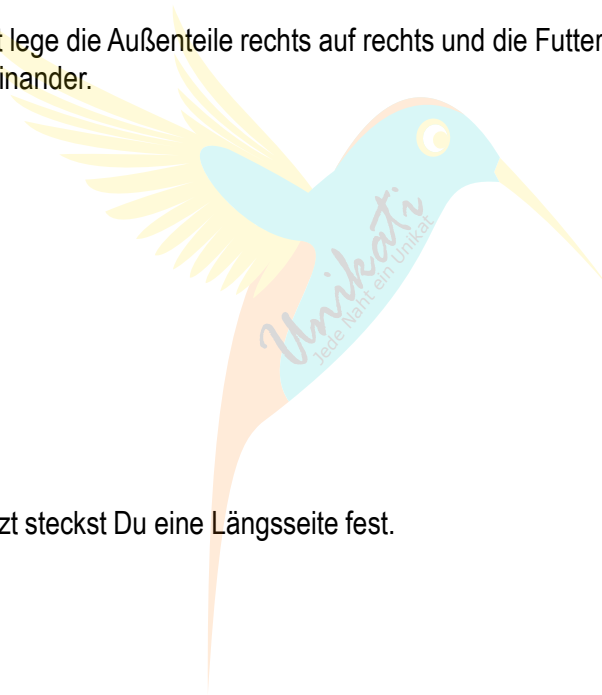 t lege die Außenteile rechts auf rechts und die Futter
einander.
Unikati
Jede Naht ein Unikat
zt steckst Du eine Längsseite fest.